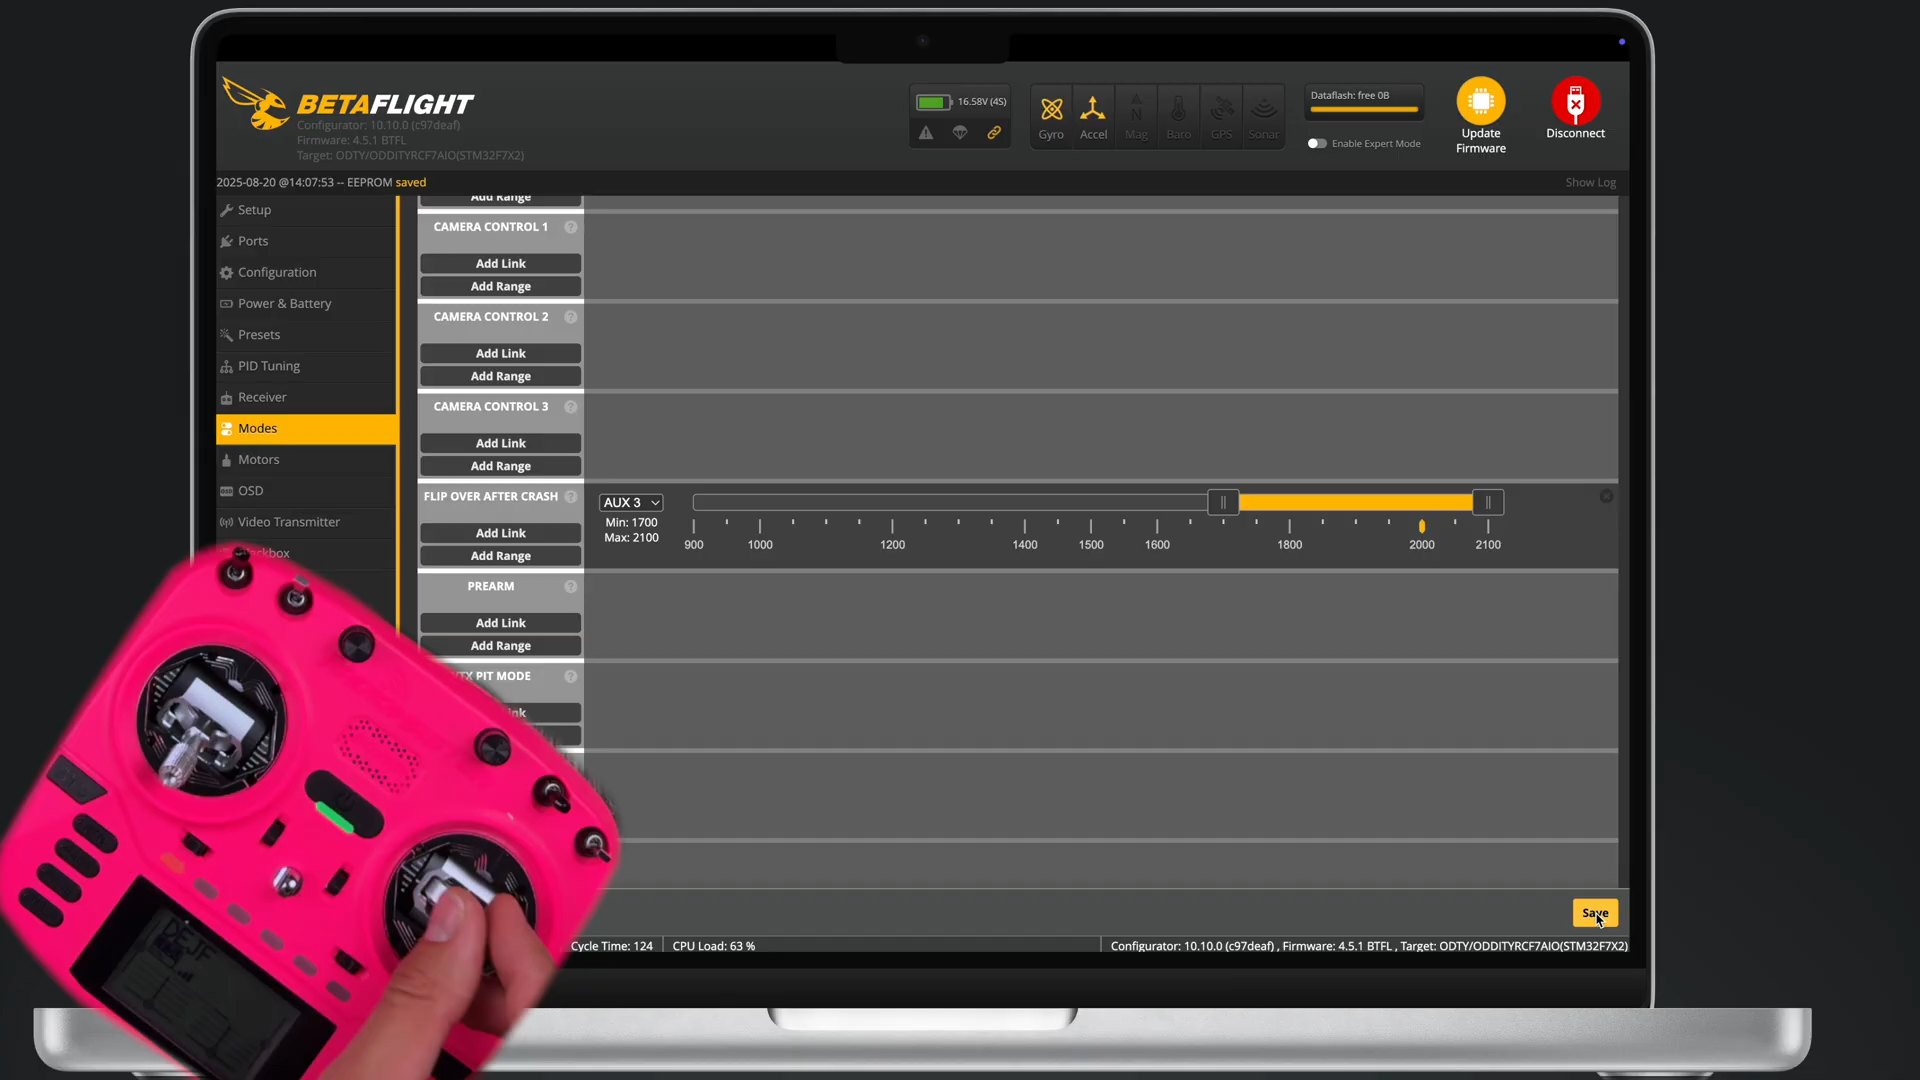 BETAFLIGHT
Configurator: 10.10.0 (c97deaf)
Firmware: 4.5.1 BTFL
Target: ODTY/ODDITYRCF7AIO(STM32F7X2)
16.58V (4S)
Gyro
Accel
Mag
Baro
GPS
Sonar
Dataflash: free 0B
Enable Expert Mode
Update
Firmware
Disconnect
2025-08-20 @14:07:53 -- EEPROM saved
Show Log
Setup
Ports
Configuration
Power & Battery
Presets
PID Tuning
Receiver
Modes
Motors
OSD
Video Transmitter
Add Range
CAMERA CONTROL 1
Add Link
Add Range
CAMERA CONTROL 2
Add Link
Add Range
CAMERA CONTROL 3
Add Link
Add Range
FLIP OVER AFTER CRASH
Add Link
Add Range
AUX 3
Min: 1700
Max: 2100
900 1000 1200 1400 1500 1600 1800 2000 2100
PREARM
Add Link
Add Range
PIT MODE
Save
Cycle Time: 124
CPU Load: 63 %
Configurator: 10.10.0 (c97deaf) , Firmware: 4.5.1 BTFL , Target: ODTY/ODDITYRCF7AIO(STM32F7X2)